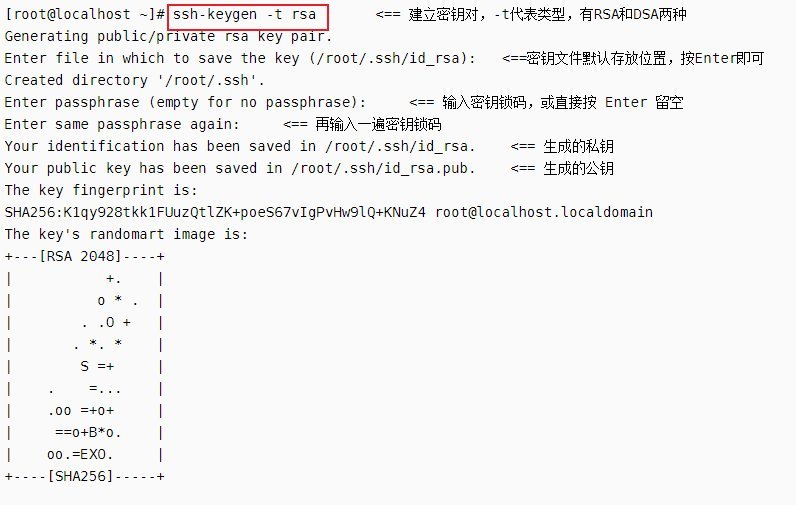 [root@localhost ~]# ssh-keygen -t rsa       <== 建立密钥对，-t代表类型，有RSA和DSA两种
Generating public/private rsa key pair.
Enter file in which to save the key (/root/.ssh/id_rsa):   <==密钥文件默认存放位置，按Enter即可
Created directory '/root/.ssh'.
Enter passphrase (empty for no passphrase):     <== 输入密钥锁码，或直接按 Enter 留空
Enter same passphrase again:     <== 再输入一遍密钥锁码
Your identification has been saved in /root/.ssh/id_rsa.    <== 生成的私钥
Your public key has been saved in /root/.ssh/id_rsa.pub.    <== 生成的公钥
The key fingerprint is:
SHA256:K1qy928tkk1FUuzQtlZK+poeS67vIgPvHw9lQ+KNuZ4 root@localhost.localdomain
The key's randomart image is:
+---[RSA 2048]----+
|           +.    |
|          o * .  |
|        . .O +   |
|       . *. *    |
|        S =+     |
|    .    =...    |
|    .oo =+o+     |
|     ==o+B*o.    |
|    oo.=EXO.     |
+----[SHA256]-----+